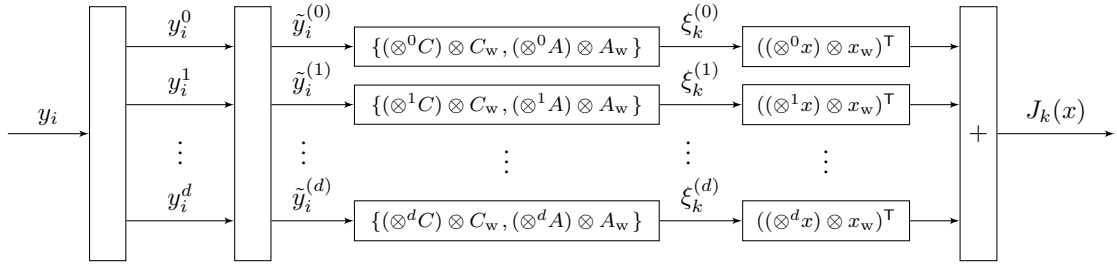 y_i^0 ỹ_i^{(0)} {(⊗^0 C) ⊗ C_w, (⊗^0 A) ⊗ A_w} ξ_k^{(0)} ((⊗^0 x) ⊗ x_w)^T
y_i^1 ỹ_i^{(1)} {(⊗^1 C) ⊗ C_w, (⊗^1 A) ⊗ A_w} ξ_k^{(1)} ((⊗^1 x) ⊗ x_w)^T
y_i + J_k(x)
⋮ ⋮ ⋮ ⋮ ⋮
y_i^d ỹ_i^{(d)} {(⊗^d C) ⊗ C_w, (⊗^d A) ⊗ A_w} ξ_k^{(d)} ((⊗^d x) ⊗ x_w)^T